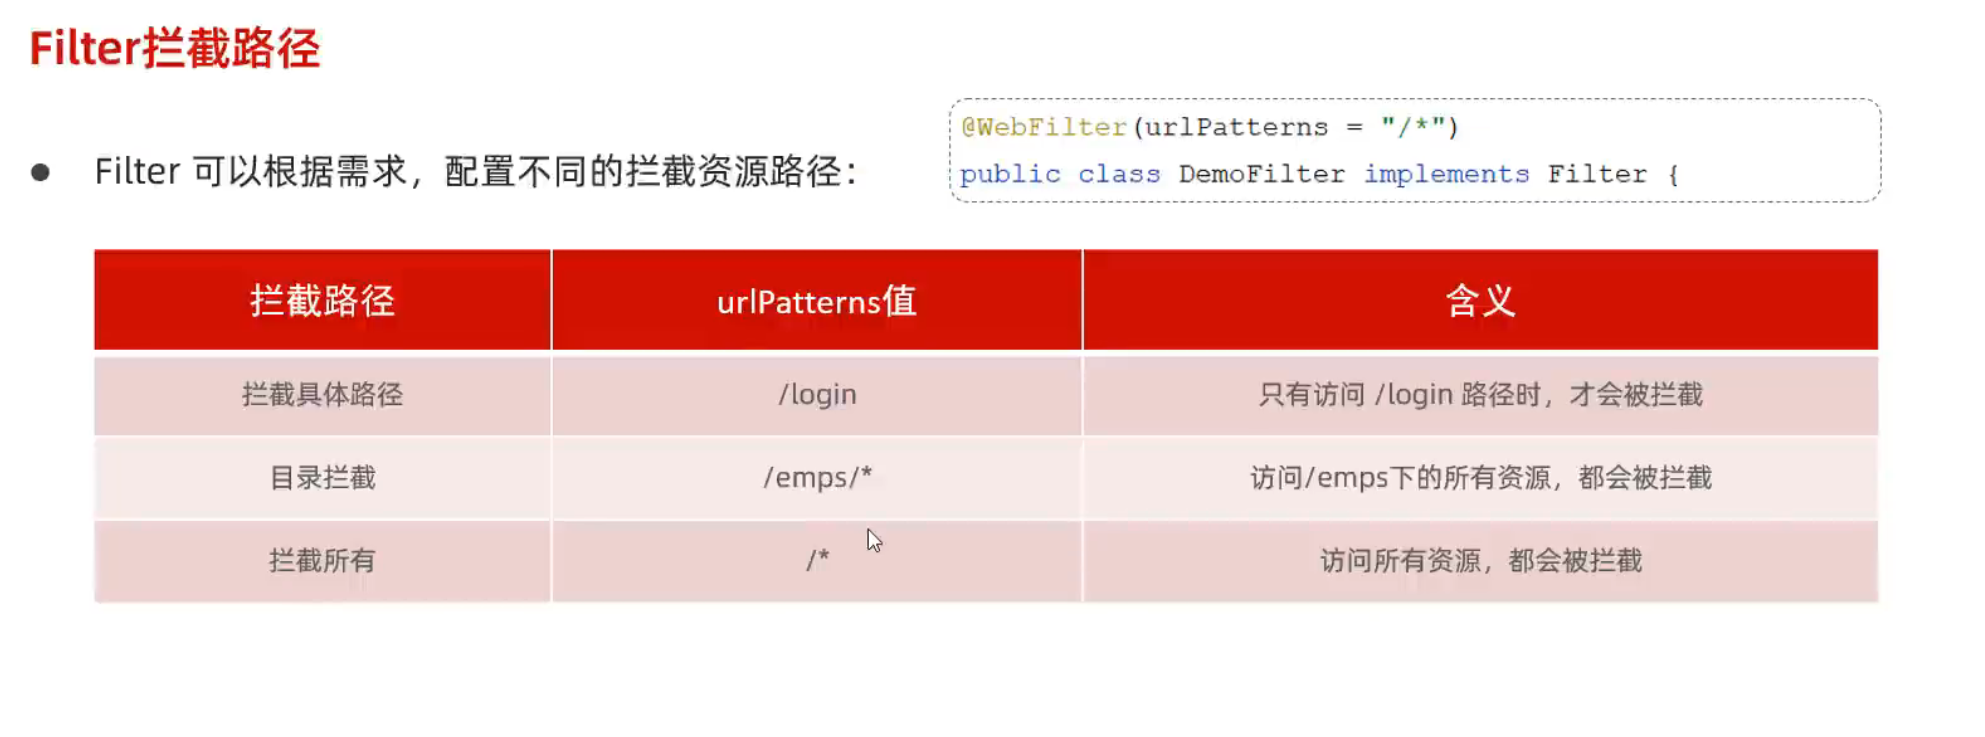 Filter拦截路径
@WebFilter(urlPatterns = "/*")
public class DemoFilter implements Filter {
● Filter 可以根据需求，配置不同的拦截资源路径：
拦截路径 urlPatterns值 含义
拦截具体路径 /login 只有访问 /login 路径时，才会被拦截
目录拦截 /emps/* 访问/emps下的所有资源，都会被拦截
拦截所有 /* 访问所有资源，都会被拦截